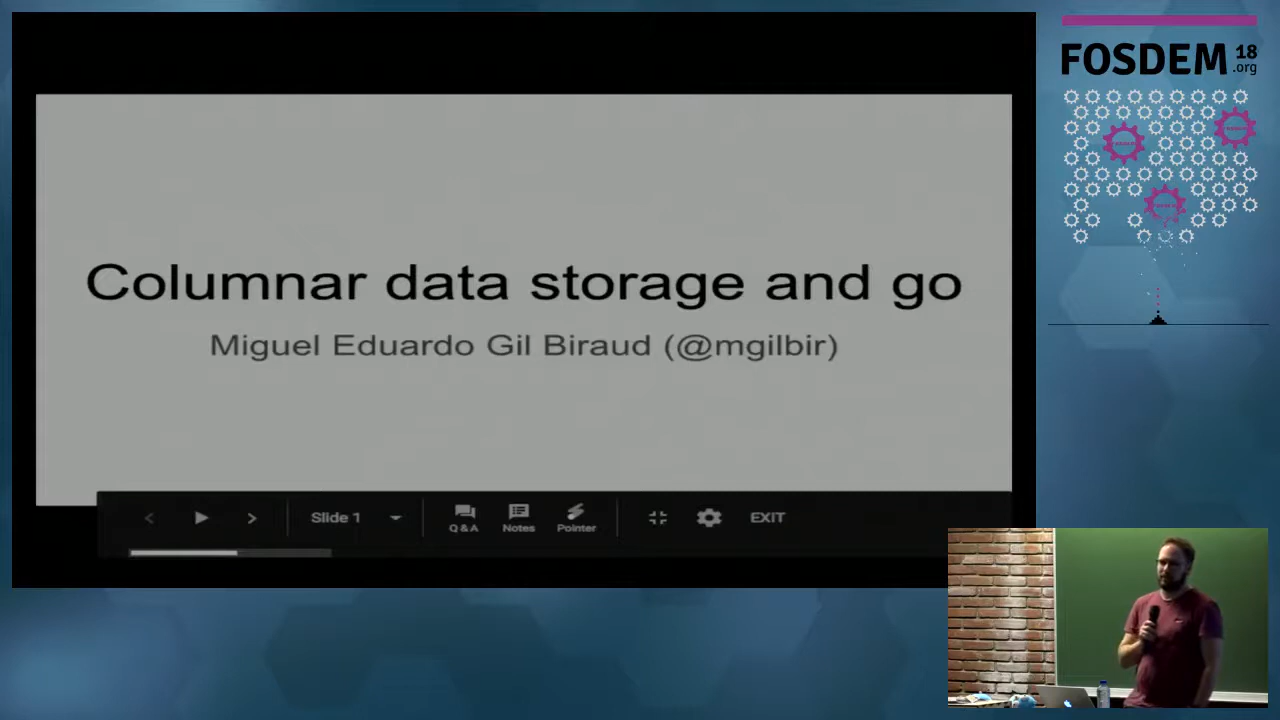 Columnar data storage and go
Miguel Eduardo Gil Biraud (@mgilbir)
Slide 1
Q & A
Notes
Pointer
EXIT
FOSDEM 18
.org